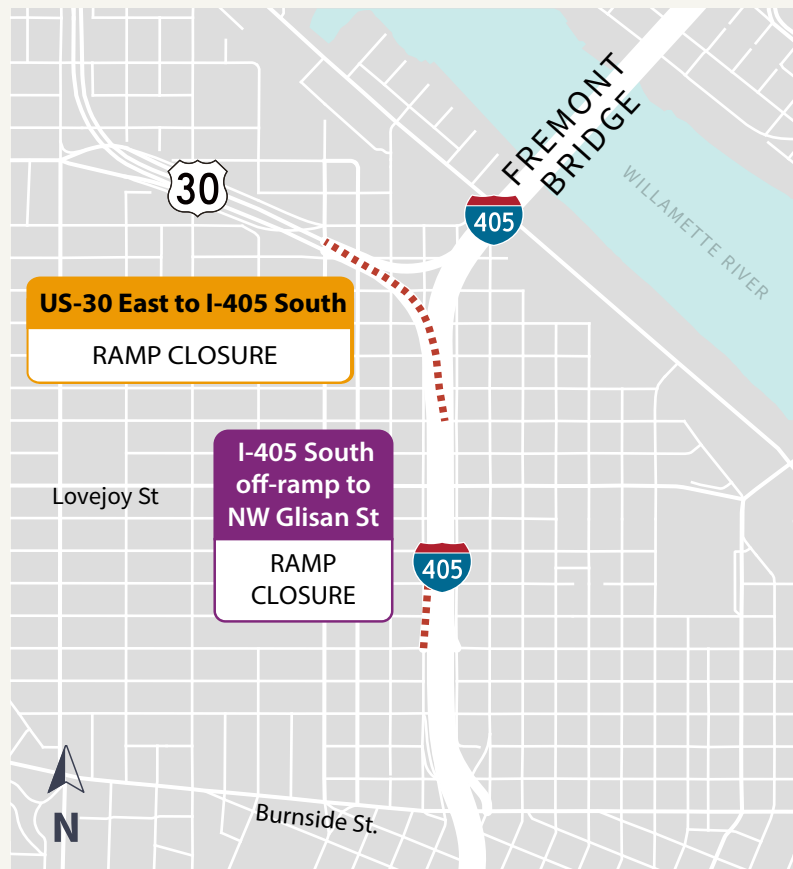 FREMONT
BRIDGE
30
405
WILLAMETTE RIVER
US-30 East to I-405 South
RAMP CLOSURE
I-405 South
off-ramp to
NW Glisan St
RAMP
CLOSURE
Lovejoy St
405
Burnside St.
N